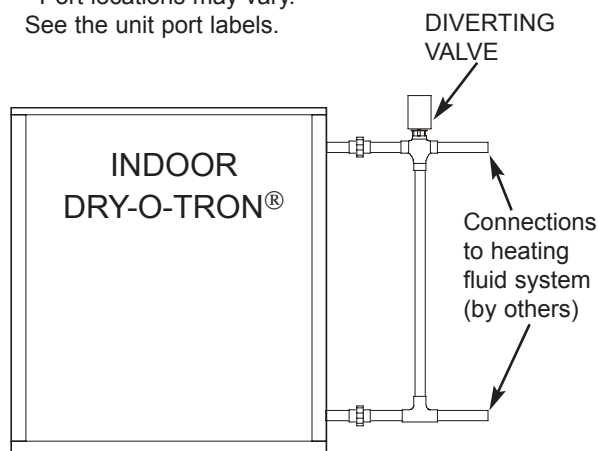 Port locations may vary.
See the unit port labels.
DIVERTING
VALVE
INDOOR
DRY-O-TRON®
Connections
to heating
fluid system
(by others)